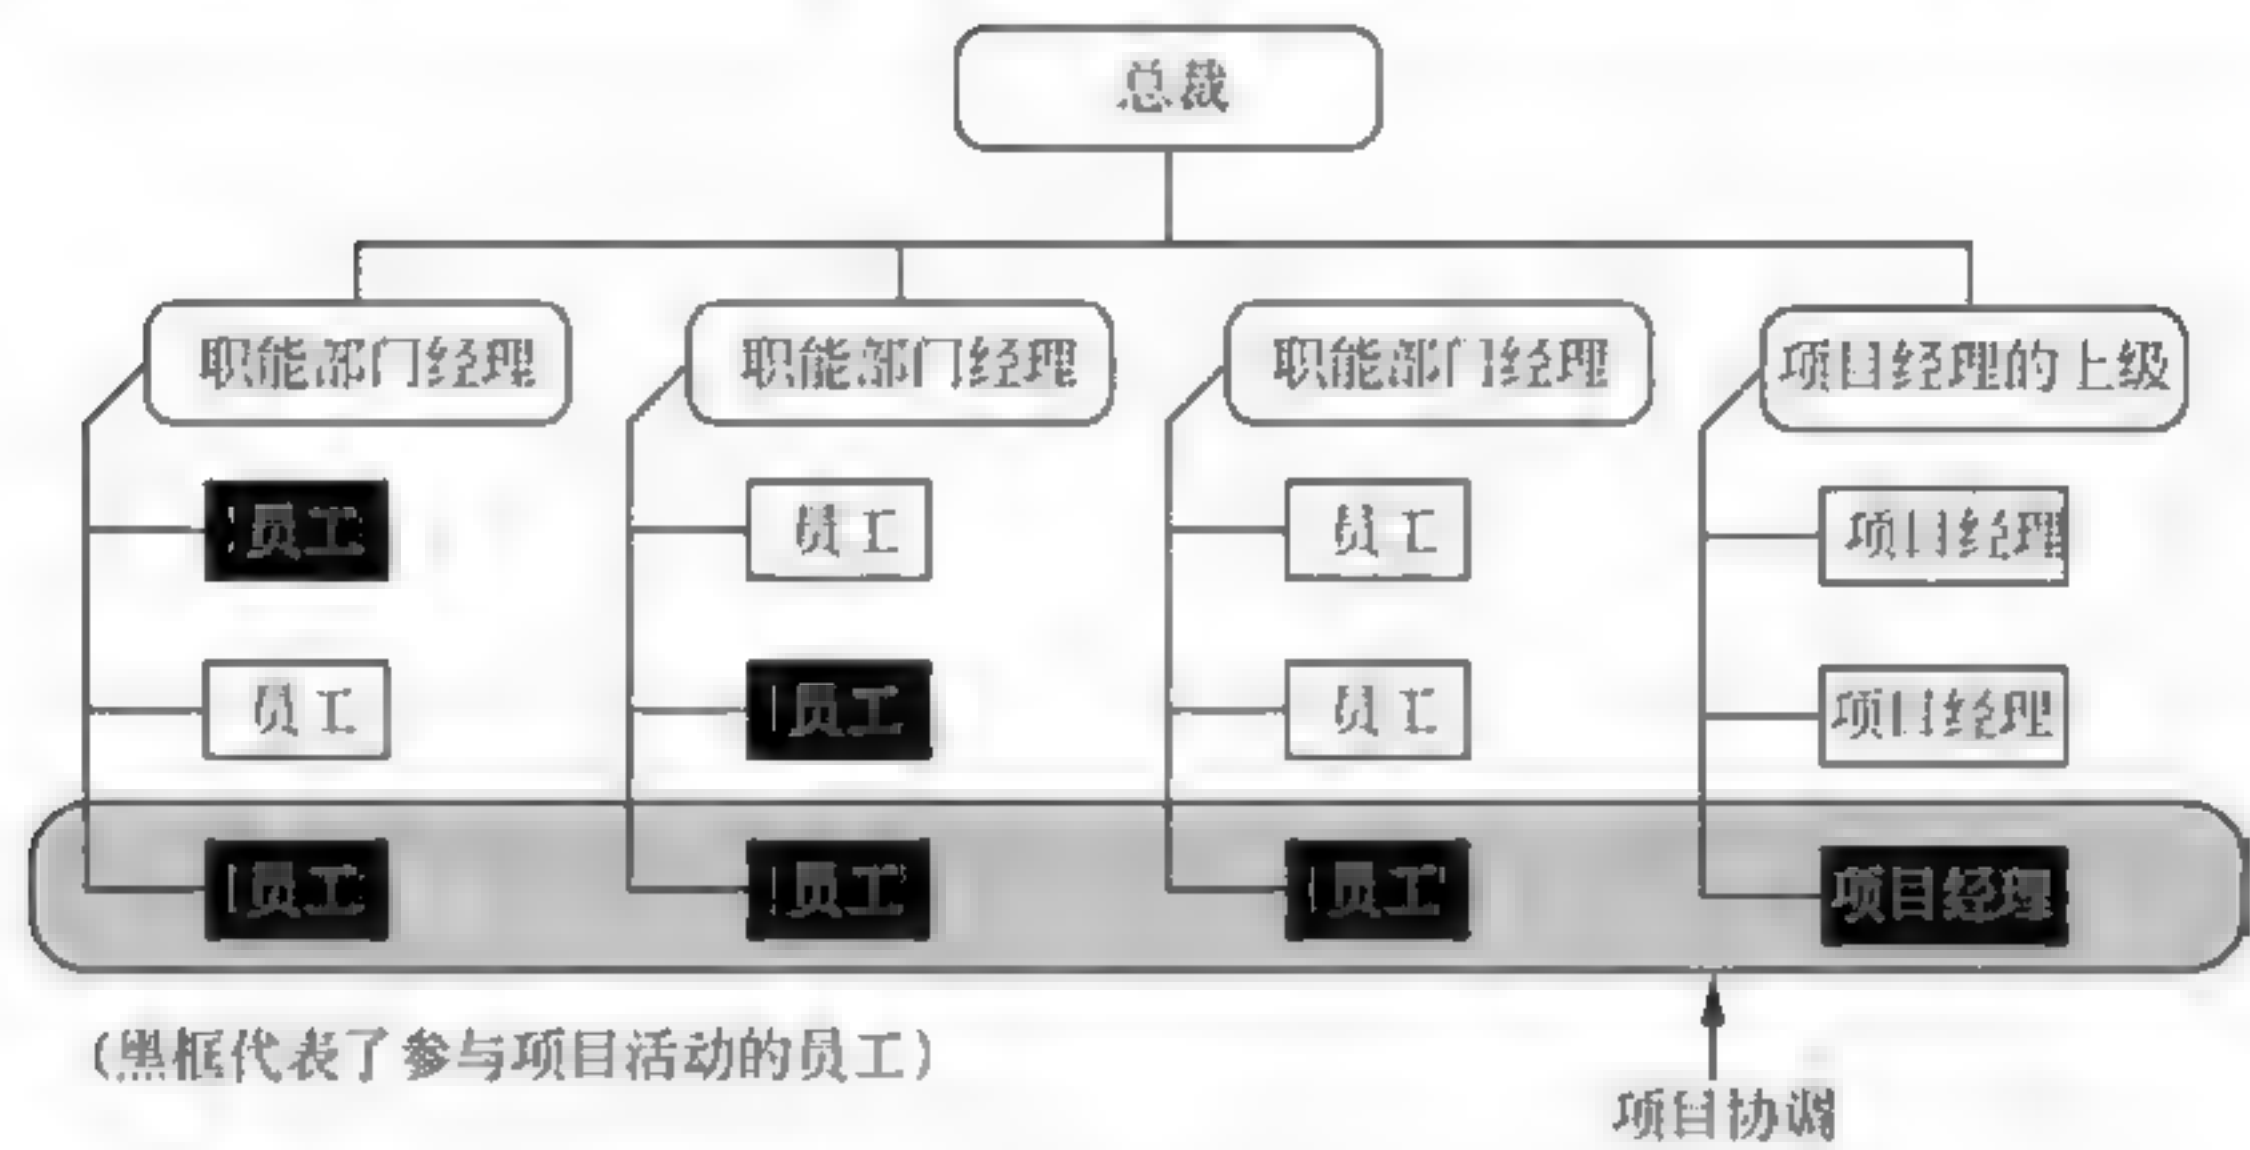 总裁
职能部门经理
职能部门经理
职能部门经理
项目经理的上级
员工
员工
员工
项目经理
员工
员工
员工
项目经理
员工
员工
员工
项目经理
(黑框代表了参与项目活动的员工)
项目协调